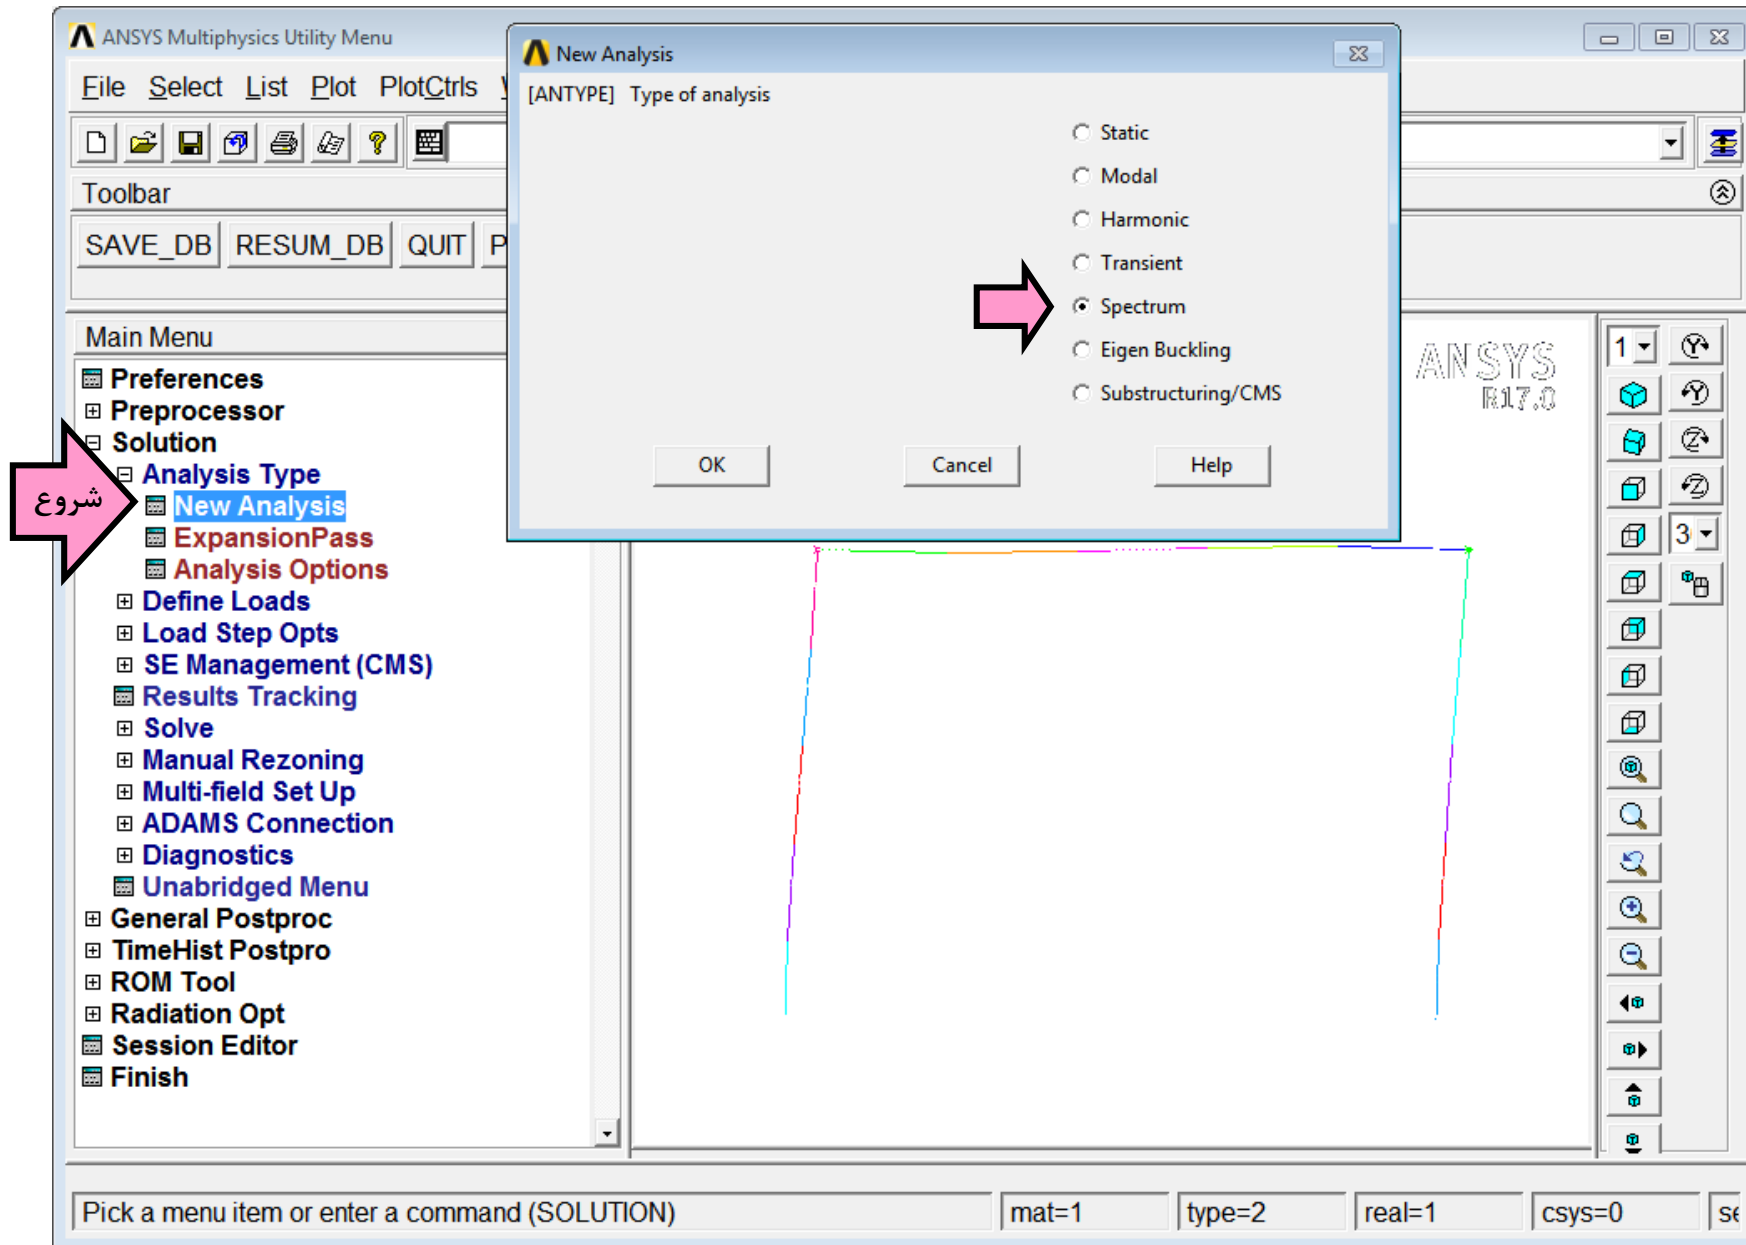 ANSYS Multiphysics Utility Menu
File Select List Plot PlotCtrls
Toolbar
SAVE_DB RESUM_DB QUIT P
New Analysis
[ANTYPE] Type of analysis
Static
Modal
Harmonic
Transient
Spectrum
Eigen Buckling
Substructuring/CMS
OK Cancel Help
Main Menu
Preferences
Preprocessor
Solution
Analysis Type
شروع
New Analysis
ExpansionPass
Analysis Options
Define Loads
Load Step Opts
SE Management (CMS)
Results Tracking
Solve
Manual Rezoning
Multi-field Set Up
ADAMS Connection
Diagnostics
Unabridged Menu
General Postproc
TimeHist Postpro
ROM Tool
Radiation Opt
Session Editor
Finish
ANSYS
R17.0
1
3
Pick a menu item or enter a command (SOLUTION) mat=1 type=2 real=1 csys=0